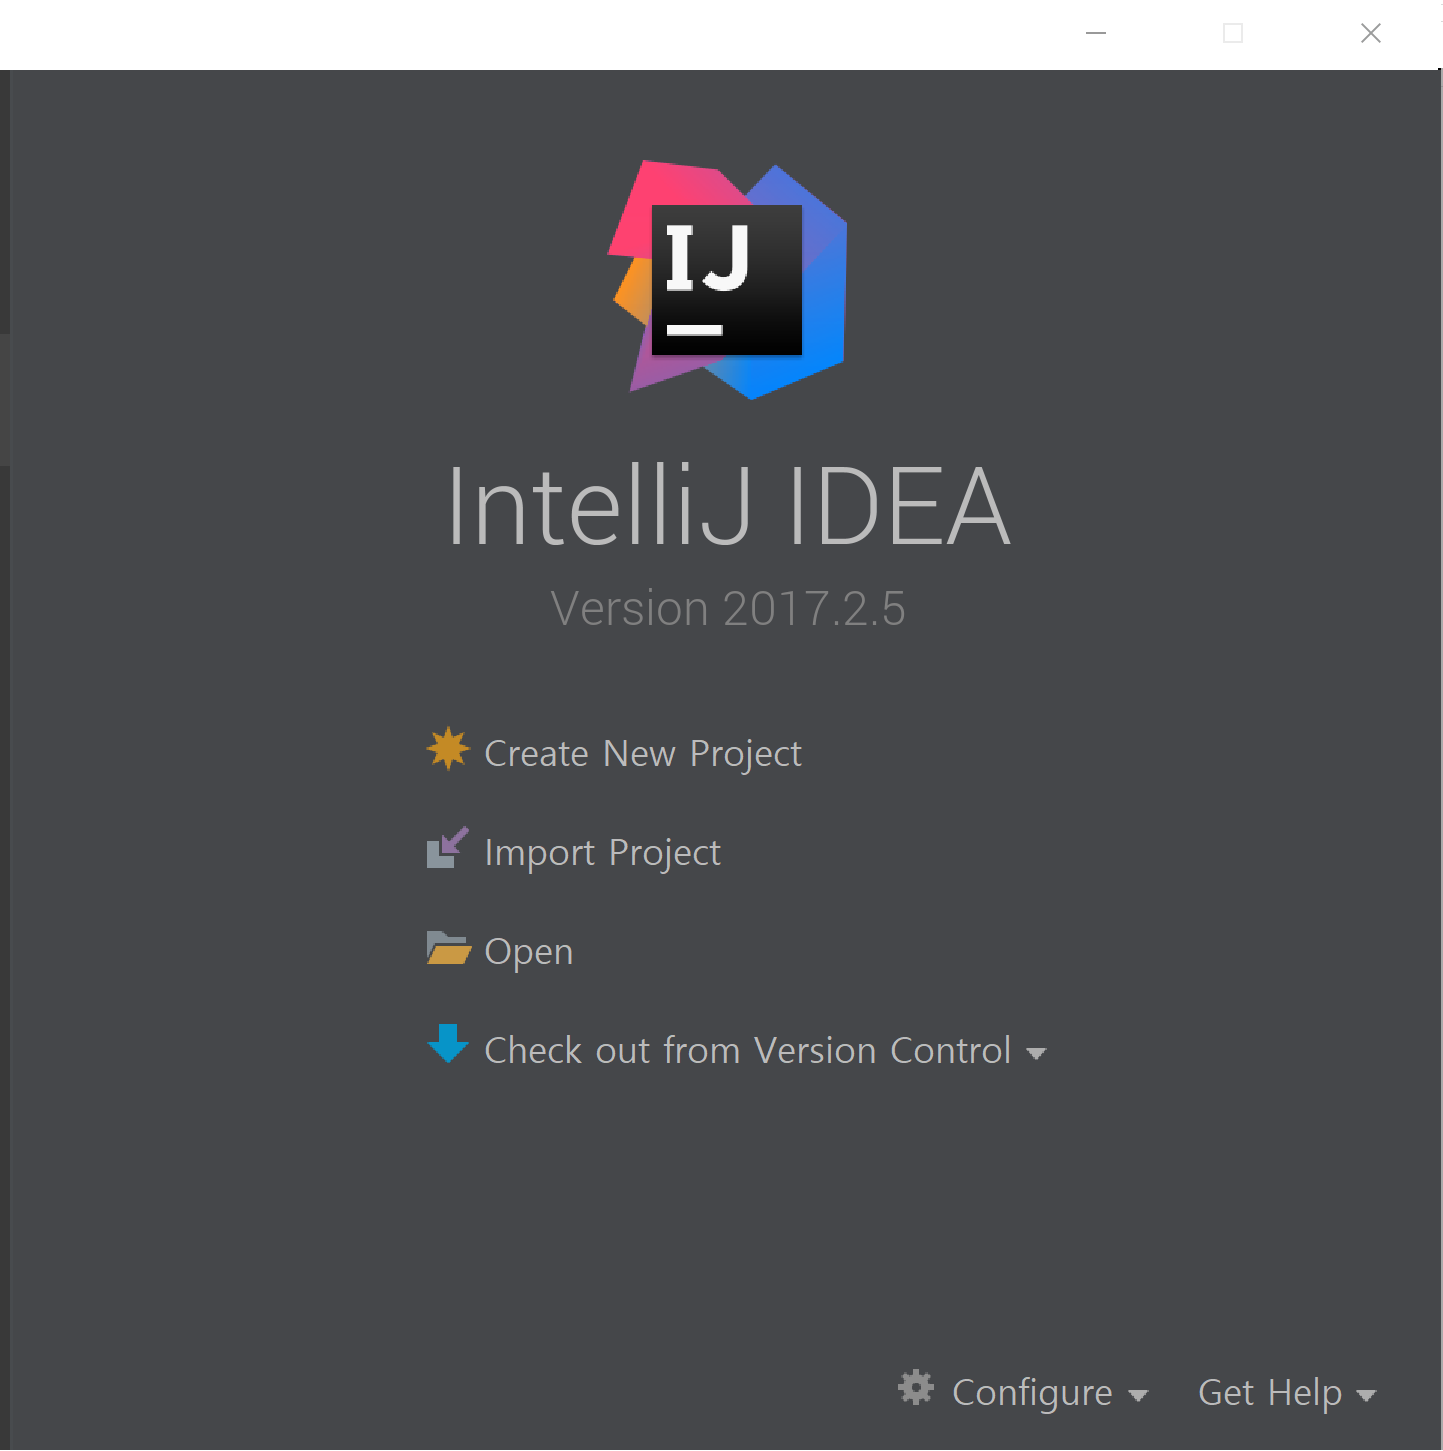 IJ
IntelliJ IDEA
Version 2017.2.5
Create New Project
Import Project
Open
Check out from Version Control
Configure Get Help